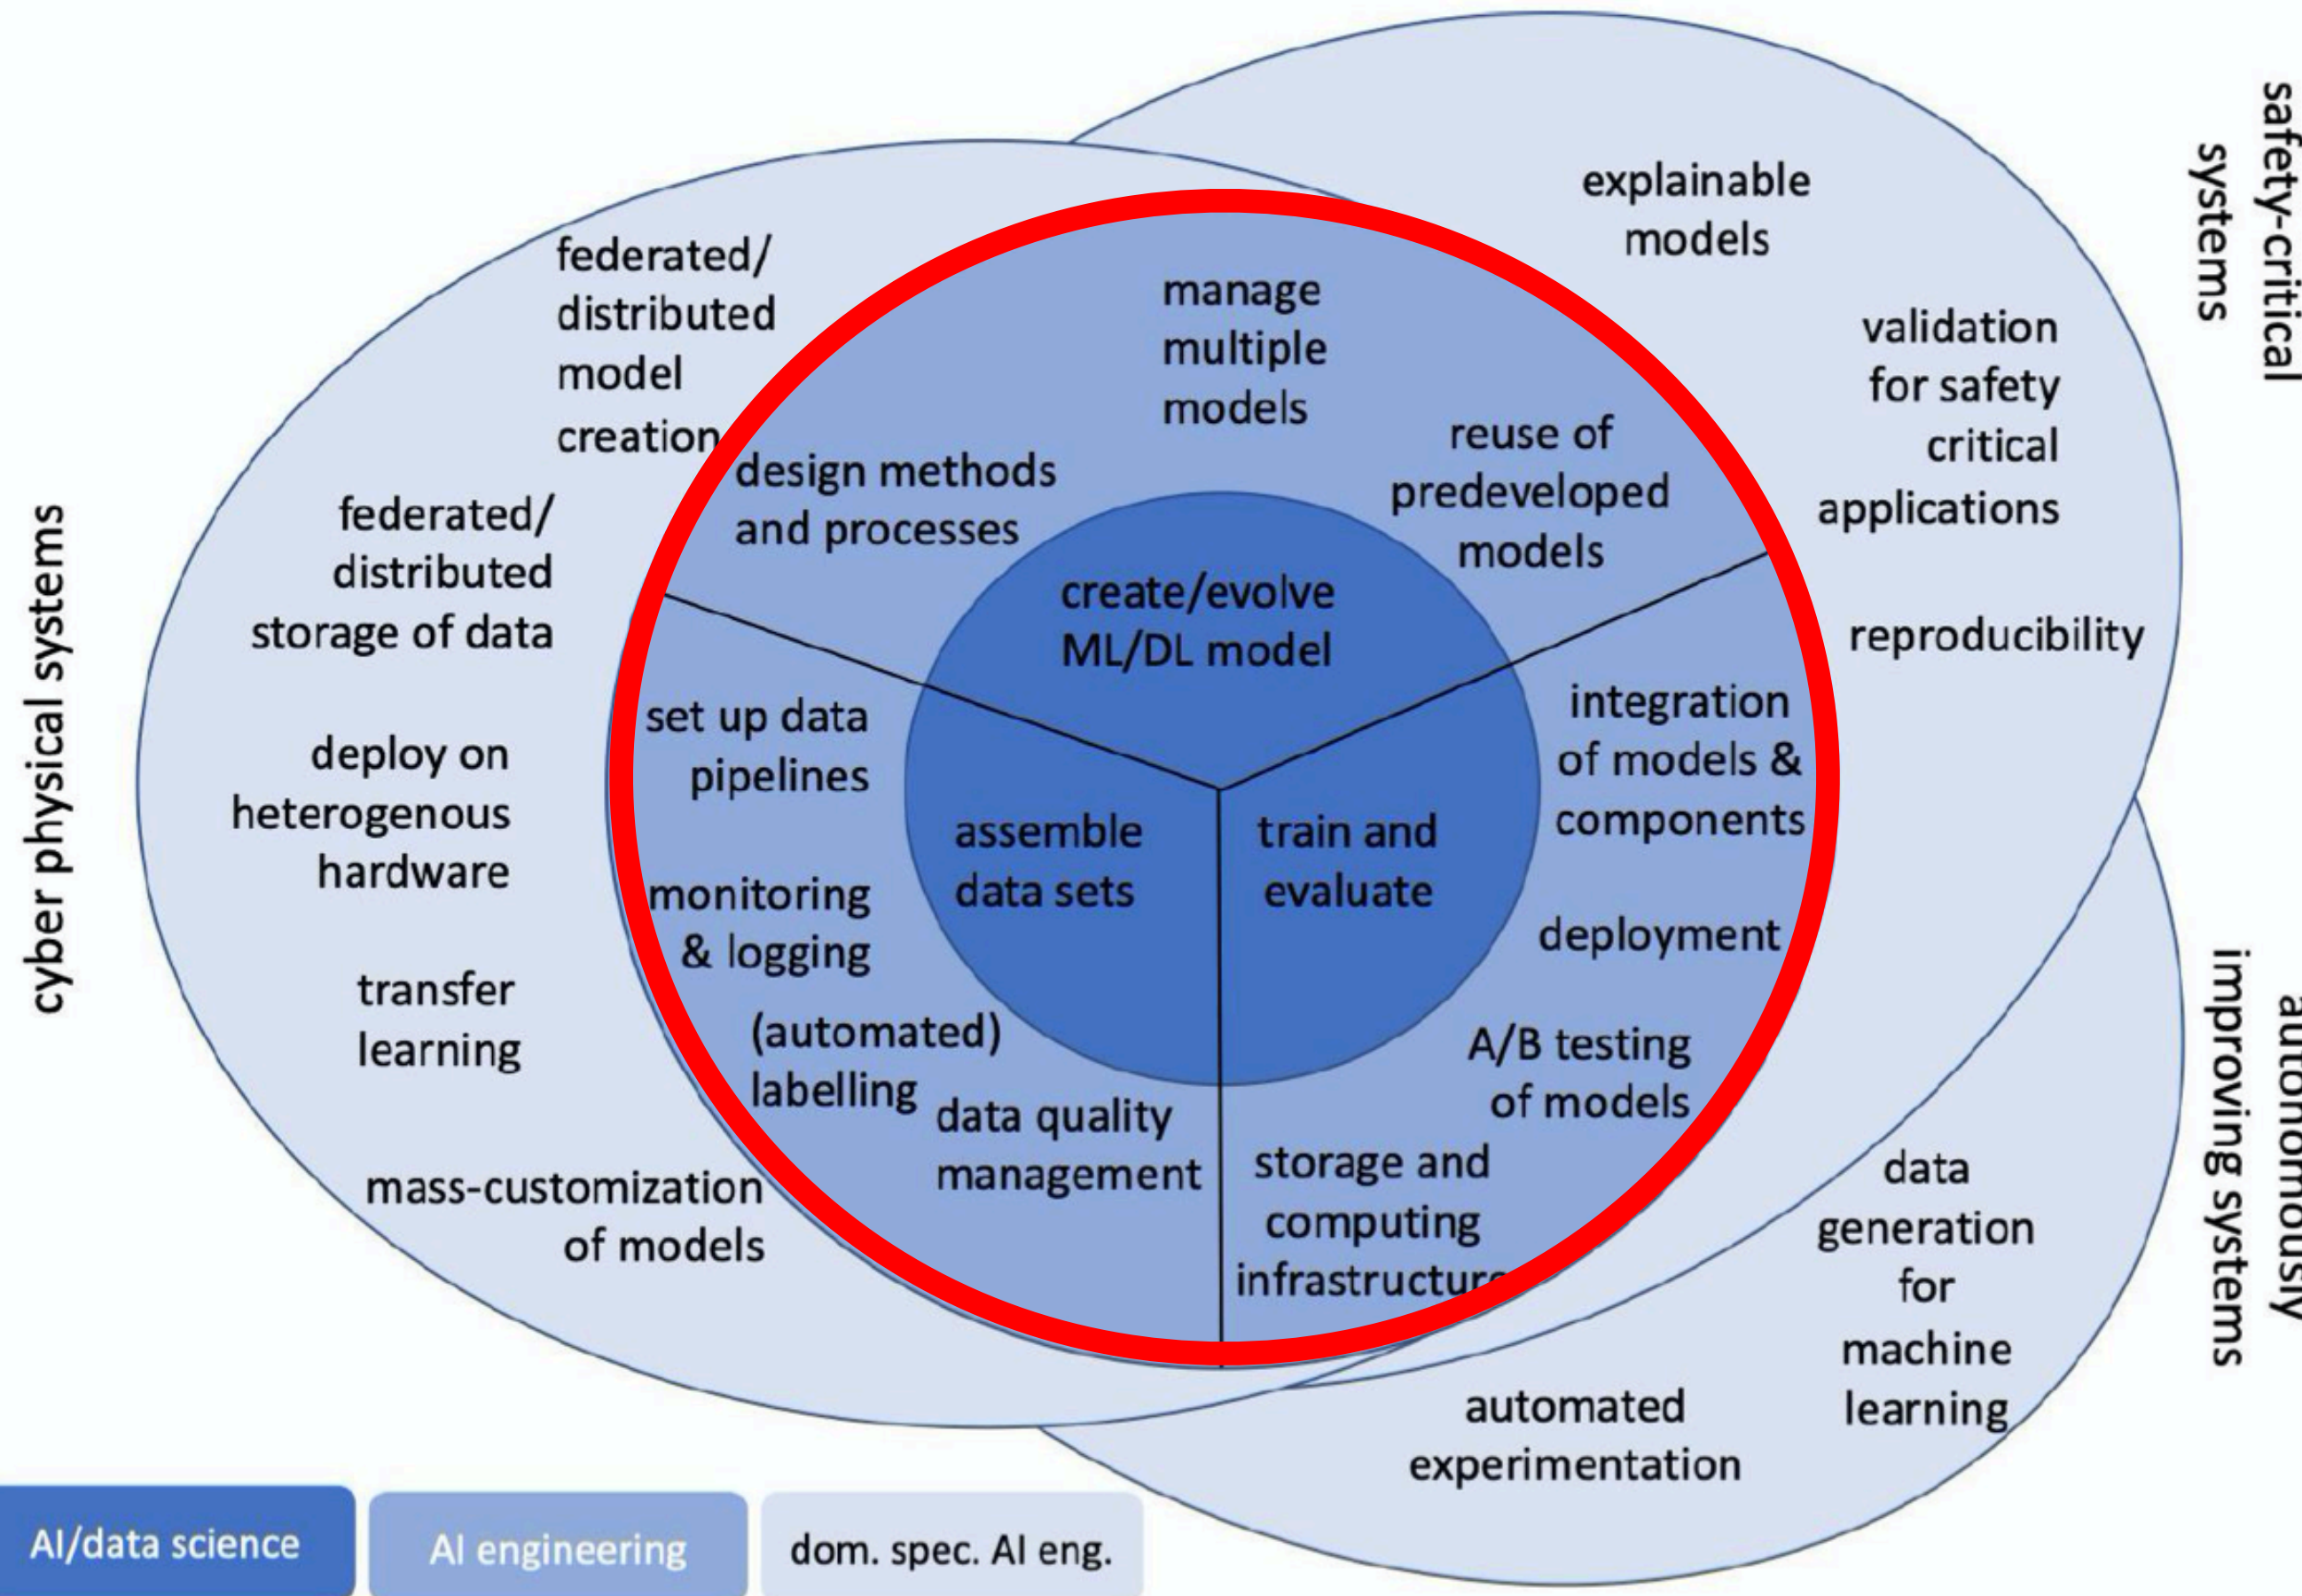 safety-critical
systems
explainable
models
validation
for safety
critical
applications
reproducibility
federated/
distributed
model
creation
federated/
distributed
storage of data
cyber physical systems
deploy on
heterogenous
hardware
transfer
learning
mass-customization
of models
manage
multiple
models
design methods
and processes
reuse of
predeveloped
models
create/evolve
ML/DL model
set up data
pipelines
assemble
data sets
train and
evaluate
integration
of models &
components
monitoring
& logging
deployment
(automated)
labelling
A/B testing
of models
data quality
management
storage and
computing
infrastructure
autonomously
improving systems
data
generation
for
machine
learning
automated
experimentation
AI/data science
AI engineering
dom. spec. AI eng.